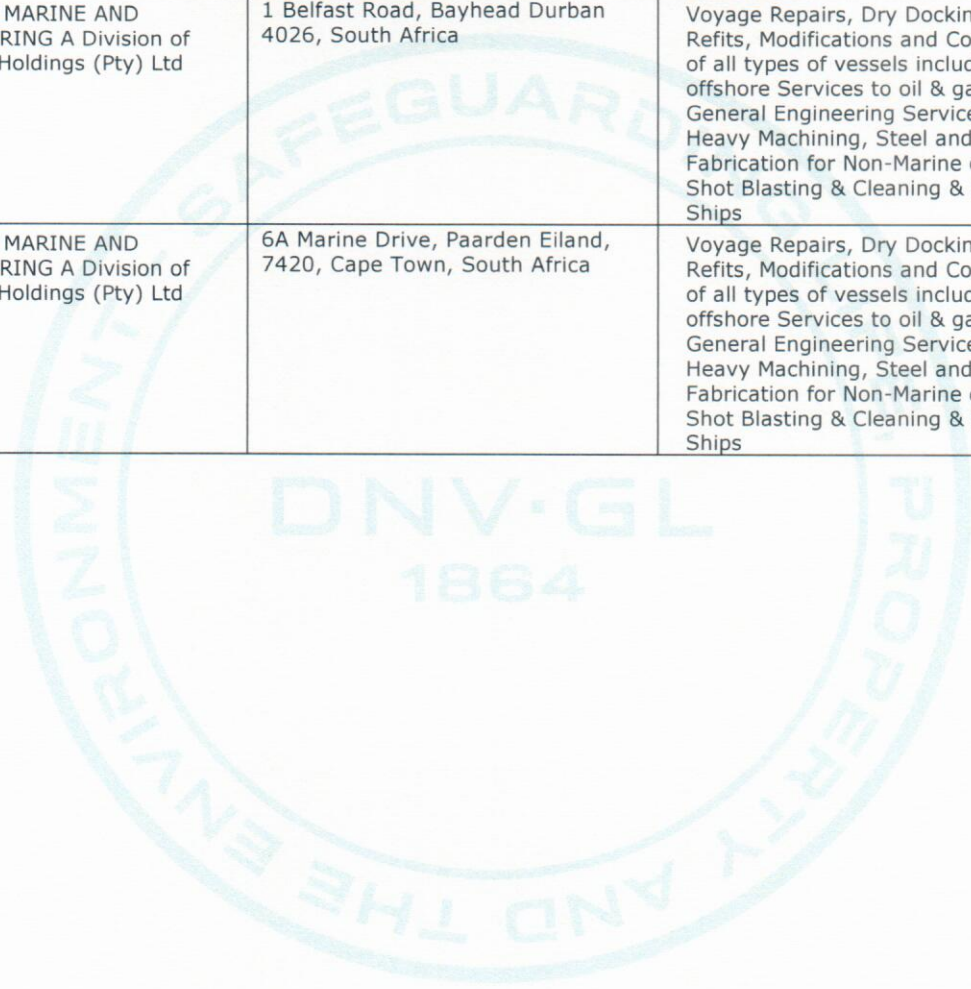 MARINE AND
RING A Division of
Holdings (Pty) Ltd
1 Belfast Road, Bayhead Durban
4026, South Africa
Voyage Repairs, Dry Dockin
Refits, Modifications and Co
of all types of vessels includ
offshore Services to oil & ga
General Engineering Service
Heavy Machining, Steel and
Fabrication for Non-Marine
Shot Blasting & Cleaning &
Ships
MARINE AND
RING A Division of
Holdings (Pty) Ltd
6A Marine Drive, Paarden Eiland,
7420, Cape Town, South Africa
Voyage Repairs, Dry Dockin
Refits, Modifications and Co
of all types of vessels includ
offshore Services to oil & ga
General Engineering Service
Heavy Machining, Steel and
Fabrication for Non-Marine
Shot Blasting & Cleaning &
Ships
SAFEGUARDING LIFE, PROPERTY AND THE ENVIRONMENT
DNV·GL
1864